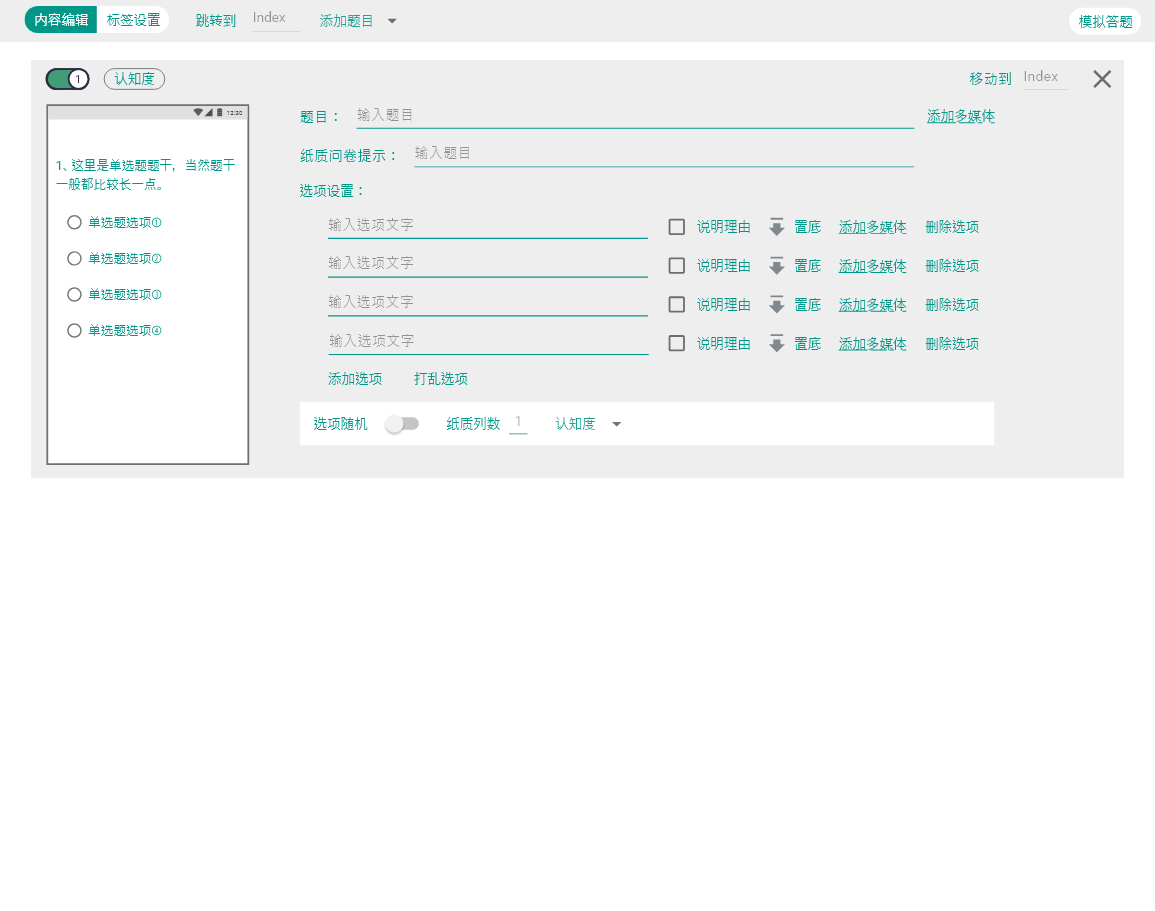 内容编辑 标签设置 跳转到 Index 添加题目 模拟答题
1 认知度 移动到 Index
12:30
题目： 输入题目 添加多媒体
纸质问卷提示： 输入题目
1、这里是单选题题干，当然题干
一般都比较长一点。
选项设置：
单选题选项①
单选题选项②
单选题选项③
单选题选项④
输入选项文字 说明理由 置底 添加多媒体 删除选项
输入选项文字 说明理由 置底 添加多媒体 删除选项
输入选项文字 说明理由 置底 添加多媒体 删除选项
输入选项文字 说明理由 置底 添加多媒体 删除选项
添加选项 打乱选项
选项随机 纸质列数 1 认知度